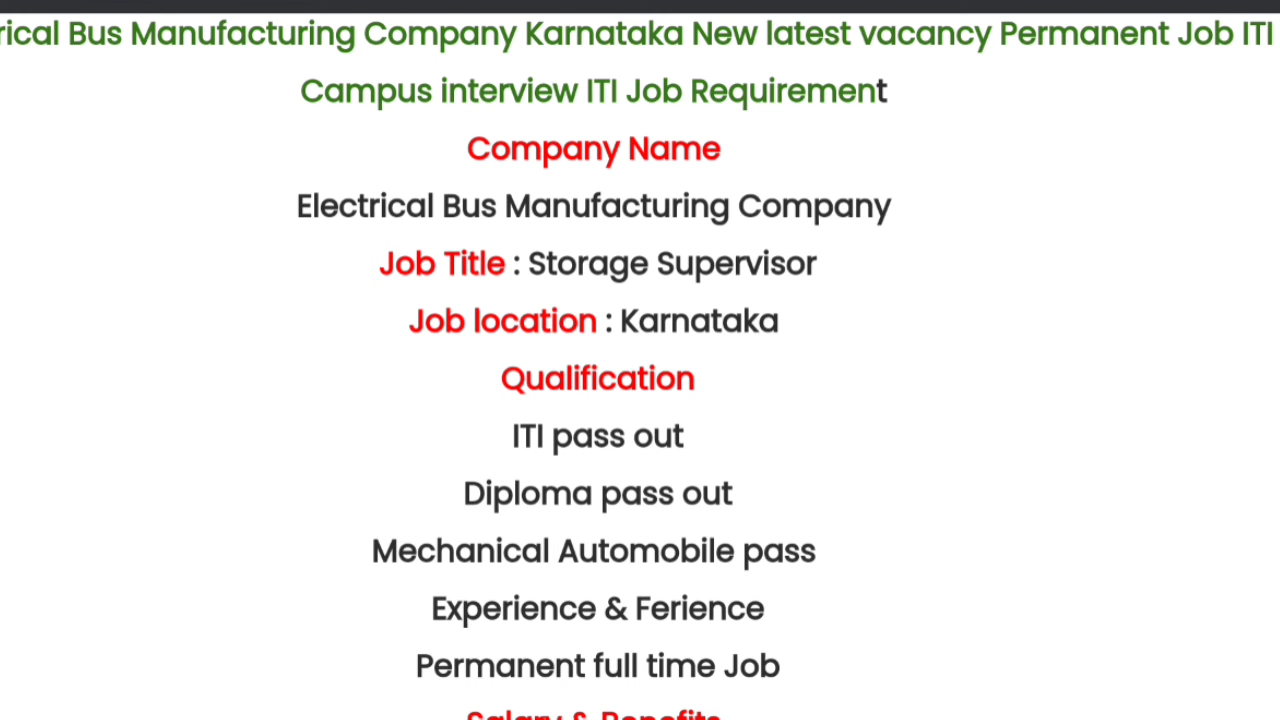 rical Bus Manufacturing Company Karnataka New latest vacancy Permanent Job ITI
Campus interview ITI Job Requirement
Company Name
Electrical Bus Manufacturing Company
Job Title : Storage Supervisor
Job location : Karnataka
Qualification
ITI pass out
Diploma pass out
Mechanical Automobile pass
Experience & Ferience
Permanent full time Job
Salary & Benefits